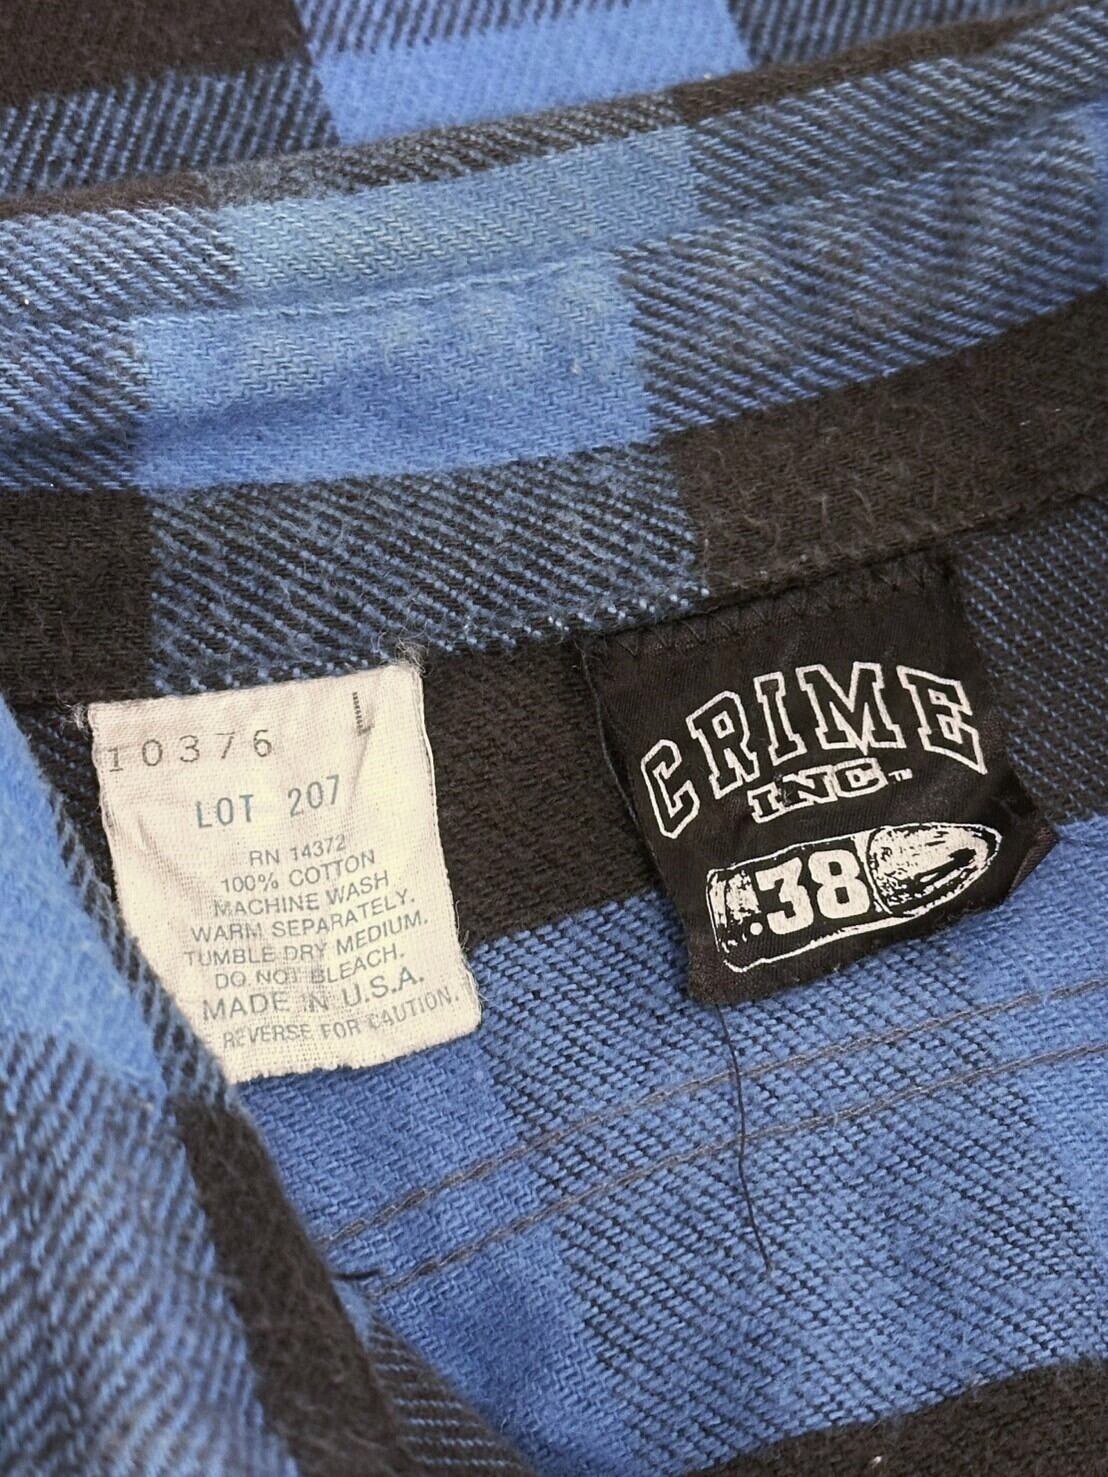 10376 L
LOT 207
RN 14372
100% COTTON
MACHINE WASH
WARM SEPARATELY.
TUMBLE DRY MEDIUM.
DO NOT BLEACH.
MADE IN U.S.A.
REVERSE FOR CAUTION.
CRIME
INC™
.38